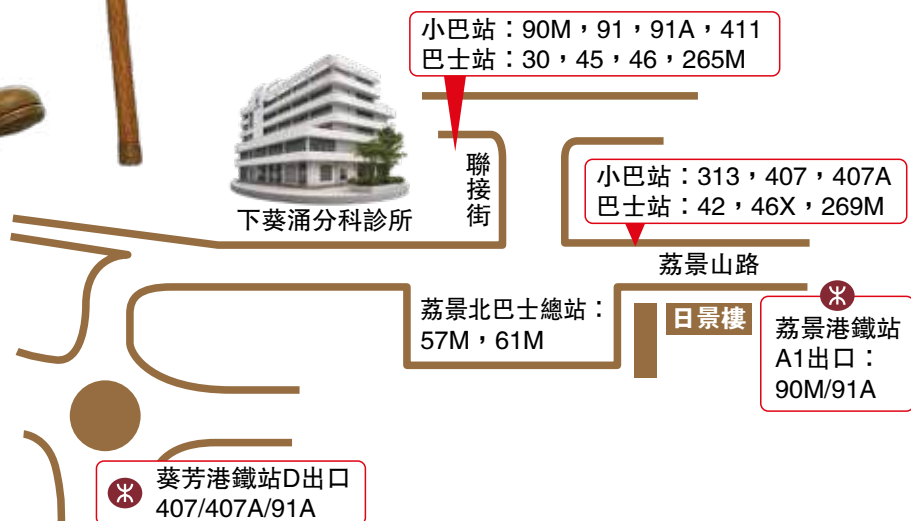 小巴站：90M，91，91A，411
巴士站：30，45，46，265M
聯接街
小巴站：313，407，407A
巴士站：42，46X，269M
下葵涌分科診所
荔景山路
荔景北巴士總站：
57M，61M
日景樓
荔景港鐵站
A1出口：
90M/91A
葵芳港鐵站D出口
407/407A/91A